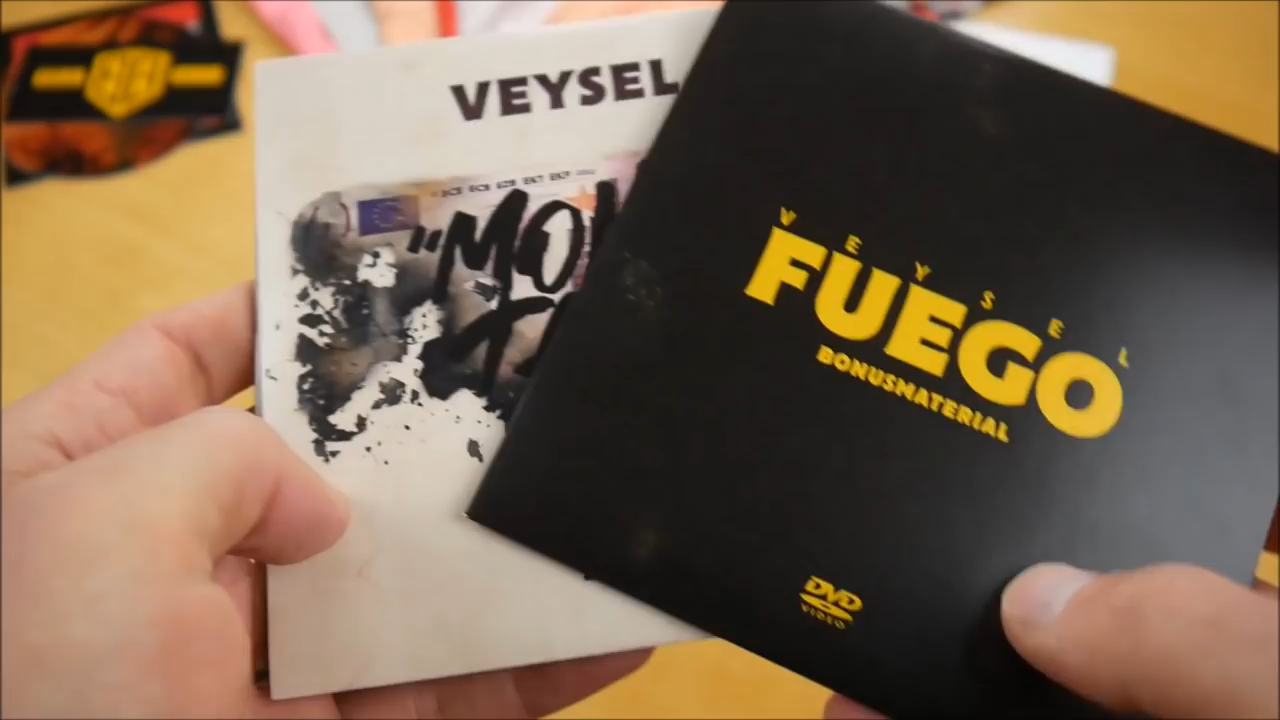 VEYSEL
VEYSEL
FUEGO
BONUSMATERIAL
DVD
VIDEO